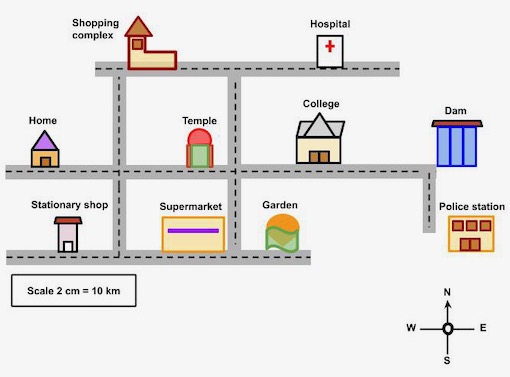 Shopping
complex
Hospital
Home
Temple
College
Dam
Stationary shop
Supermarket
Garden
Police station
Scale 2 cm = 10 km
N
W
E
S